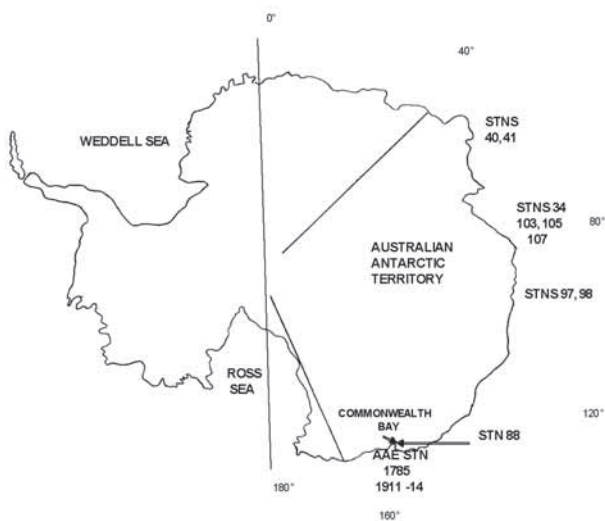 0°
40°
WEDDELL SEA
STNS
40, 41
STNS 34
103, 105
107
80°
AUSTRALIAN
ANTARCTIC
TERRITORY
STNS 97, 98
ROSS
SEA
COMMONWEALTH
BAY
120°
STN 88
AAE STN
1785
1911 -14
180°
160°